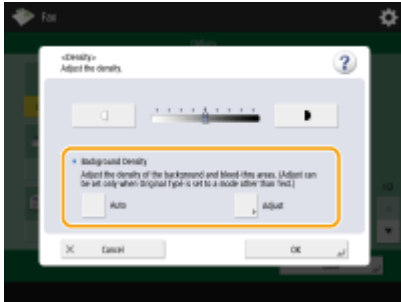 Fax
<Density>
Adjust the density.
?
Background Density
Adjust the density of the background and bleed-thru areas. (Adjust can
be set only when Original Type is set to a mode other than Text.)
Auto
Adjust
Cancel
OK